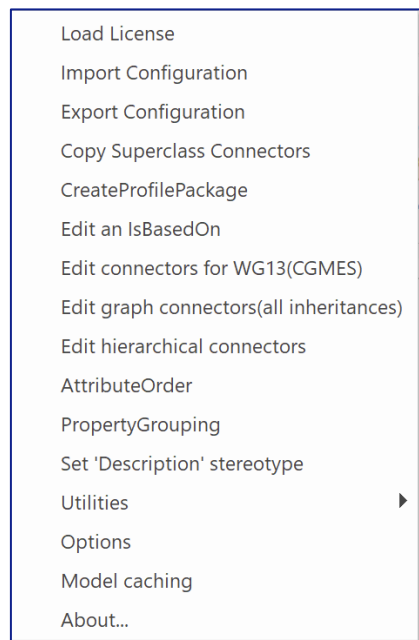 Load License
Import Configuration
Export Configuration
Copy Superclass Connectors
CreateProfilePackage
Edit an IsBasedOn
Edit connectors for WG13(CGMES)
Edit graph connectors(all inheritances)
Edit hierarchical connectors
AttributeOrder
PropertyGrouping
Set 'Description' stereotype
Utilities
Options
Model caching
About...